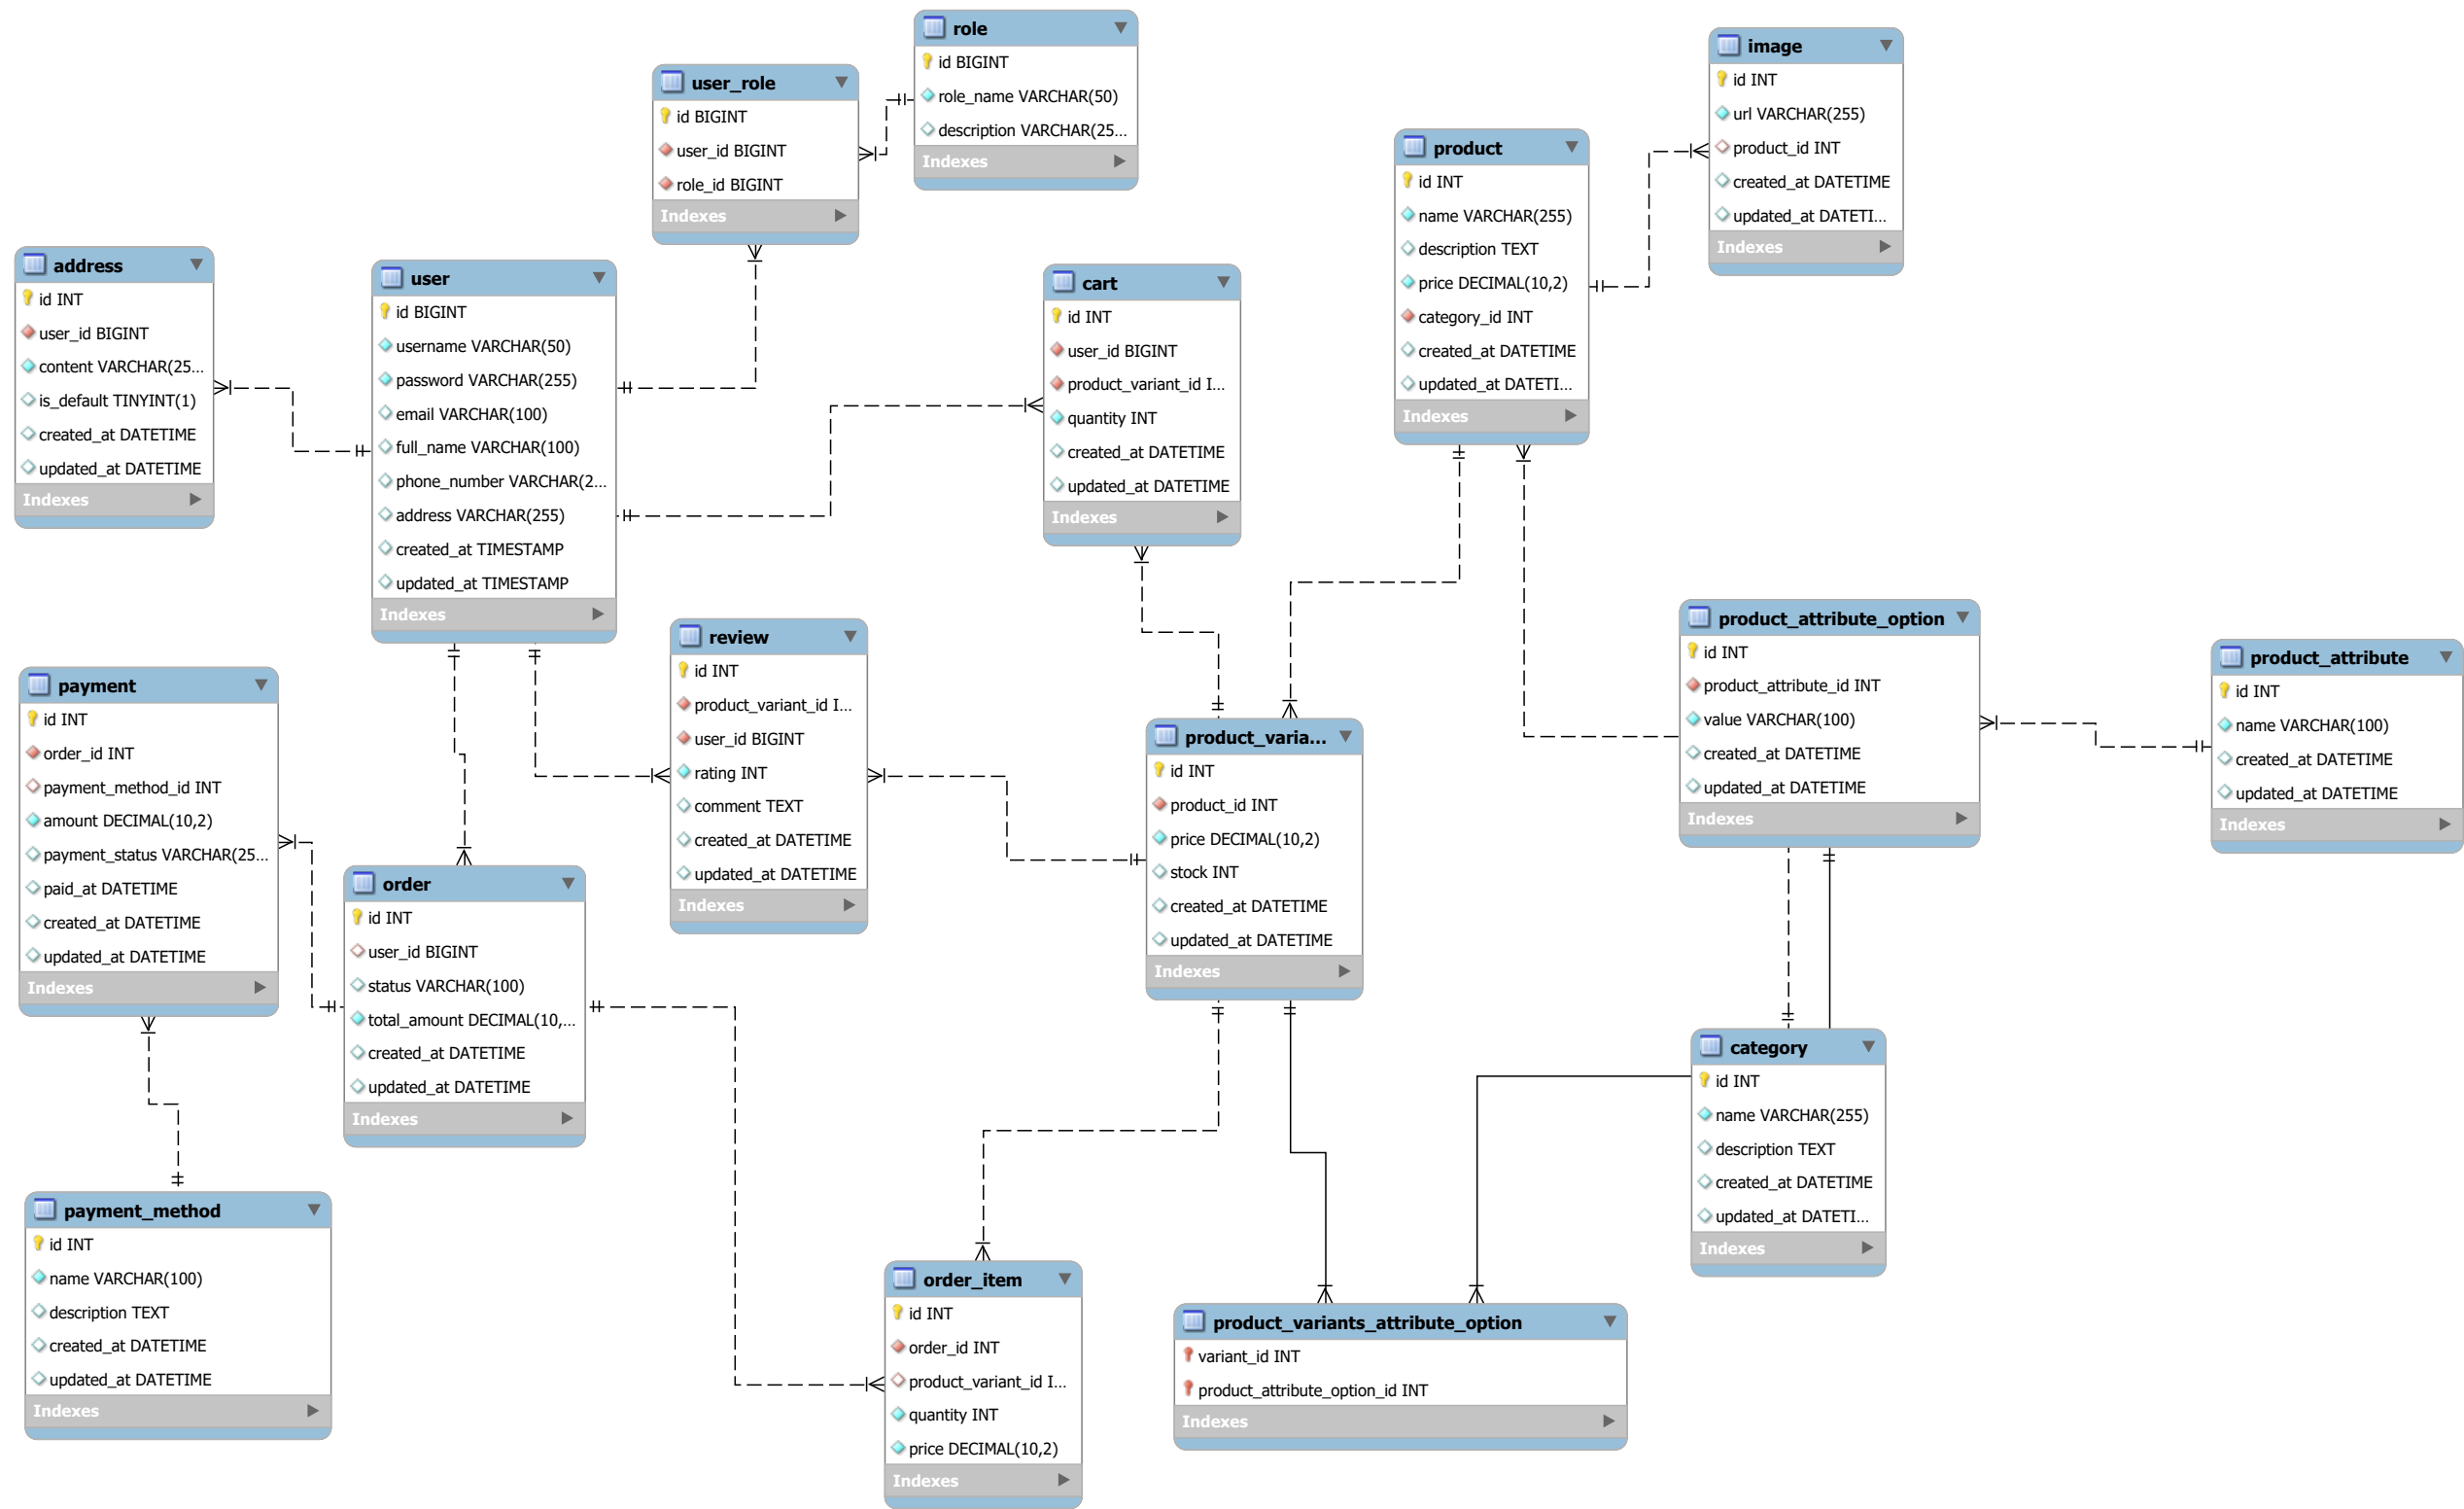 role
id BIGINT
role_name VARCHAR(50)
description VARCHAR(25...
Indexes
image
id INT
url VARCHAR(255)
product_id INT
created_at DATETIME
updated_at DATETI...
Indexes
user_role
id BIGINT
user_id BIGINT
role_id BIGINT
Indexes
product
id INT
name VARCHAR(255)
description TEXT
price DECIMAL(10,2)
category_id INT
created_at DATETIME
updated_at DATETI...
Indexes
address
id INT
user_id BIGINT
content VARCHAR(25...
is_default TINYINT(1)
created_at DATETIME
updated_at DATETIME
Indexes
user
id BIGINT
username VARCHAR(50)
password VARCHAR(255)
email VARCHAR(100)
full_name VARCHAR(100)
phone_number VARCHAR(2...
address VARCHAR(255)
created_at TIMESTAMP
updated_at TIMESTAMP
Indexes
cart
id INT
user_id BIGINT
product_variant_id I...
quantity INT
created_at DATETIME
updated_at DATETIME
Indexes
product_attribute_option
id INT
product_attribute_id INT
value VARCHAR(100)
created_at DATETIME
updated_at DATETIME
Indexes
product_attribute
id INT
name VARCHAR(100)
created_at DATETIME
updated_at DATETIME
Indexes
review
id INT
product_variant_id I...
user_id BIGINT
rating INT
comment TEXT
created_at DATETIME
updated_at DATETIME
Indexes
payment
id INT
order_id INT
payment_method_id INT
amount DECIMAL(10,2)
payment_status VARCHAR(25...
paid_at DATETIME
created_at DATETIME
updated_at DATETIME
Indexes
product_varia...
id INT
product_id INT
price DECIMAL(10,2)
stock INT
created_at DATETIME
updated_at DATETIME
Indexes
order
id INT
user_id BIGINT
status VARCHAR(100)
total_amount DECIMAL(10,...
created_at DATETIME
updated_at DATETIME
Indexes
category
id INT
name VARCHAR(255)
description TEXT
created_at DATETIME
updated_at DATETI...
Indexes
payment_method
id INT
name VARCHAR(100)
description TEXT
created_at DATETIME
updated_at DATETIME
Indexes
order_item
id INT
order_id INT
product_variant_id I...
quantity INT
price DECIMAL(10,2)
Indexes
product_variants_attribute_option
variant_id INT
product_attribute_option_id INT
Indexes